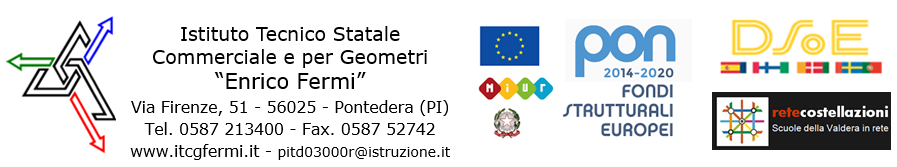 Istituto Tecnico Statale
Commerciale e per Geometri
“Enrico Fermi”
Via Firenze, 51 - 56025 - Pontedera (PI)
Tel. 0587 213400 - Fax. 0587 52742
www.itcgfermi.it - pitd03000r@istruzione.it
MIUR
pon
2014-2020
FONDI
STRUTTURALI
EUROPEI
DSoE
retecostellazioni
Scuole della Valdera in rete